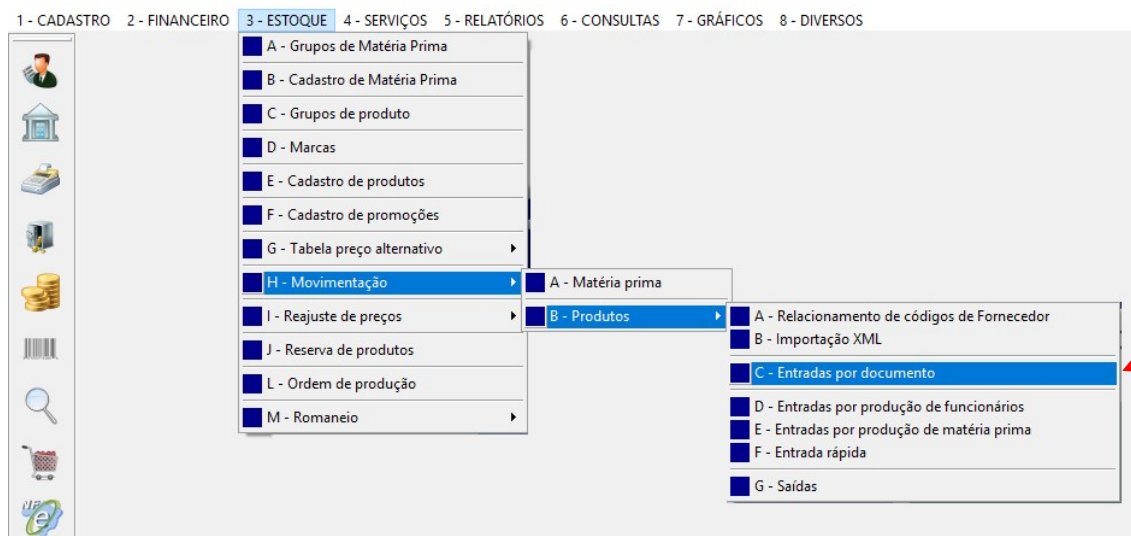 1 - CADASTRO 2 - FINANCEIRO 3 - ESTOQUE 4 - SERVIÇOS 5 - RELATÓRIOS 6 - CONSULTAS 7 - GRÁFICOS 8 - DIVERSOS
A - Grupos de Matéria Prima
B - Cadastro de Matéria Prima
C - Grupos de produto
D - Marcas
E - Cadastro de produtos
F - Cadastro de promoções
G - Tabela preço alternativo
H - Movimentação
I - Reajuste de preços
J - Reserva de produtos
L - Ordem de produção
M - Romaneio
A - Matéria prima
B - Produtos
A - Relacionamento de códigos de Fornecedor
B - Importação XML
C - Entradas por documento
D - Entradas por produção de funcionários
E - Entradas por produção de matéria prima
F - Entrada rápida
G - Saídas